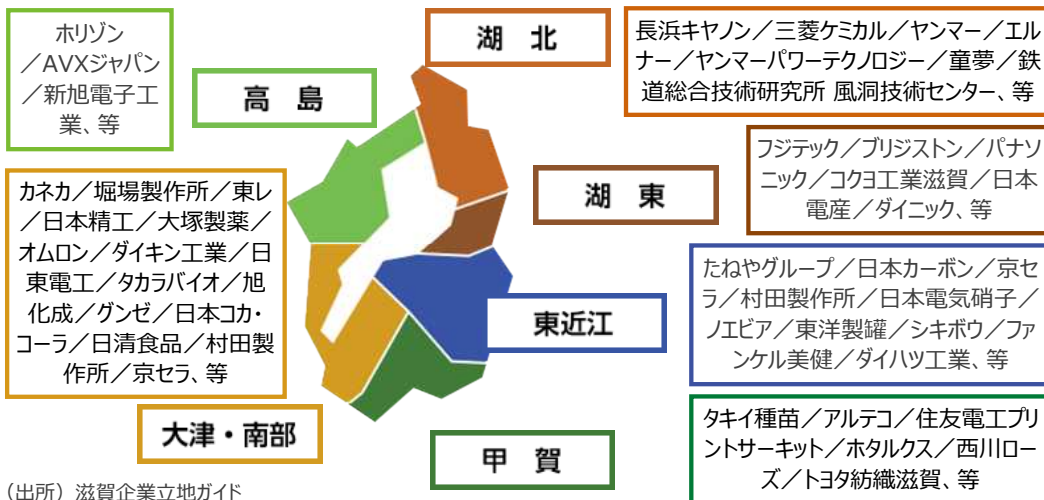 ホリゾン
／AVXジャパン
／新旭電子工
業、等
高 島
湖 北
長浜キヤノン／三菱ケミカル／ヤンマー／エル
ナー／ヤンマーパワーテクノロジー／童夢／鉄
道総合技術研究所 風洞技術センター、等
カネカ／堀場製作所／東レ
／日本精工／大塚製薬／
オムロン／ダイキン工業／日
東電工／タカラバイオ／旭
化成／グンゼ／日本コカ・
コーラ／日清食品／村田製
作所／京セラ、等
湖 東
フジテック／ブリジストン／パナソ
ニック／コクヨ工業滋賀／日本
電産／ダイニック、等
東近江
たねやグループ／日本カーボン／京セ
ラ／村田製作所／日本電気硝子／
ノエビア／東洋製罐／シキボウ／ファ
ンケル美健／ダイハツ工業、等
大津・南部
甲 賀
タキイ種苗／アルテコ／住友電工プリ
ントサーキット／ホタルクス／西川ロー
ズ／トヨタ紡織滋賀、等
（出所）滋賀企業立地ガイド